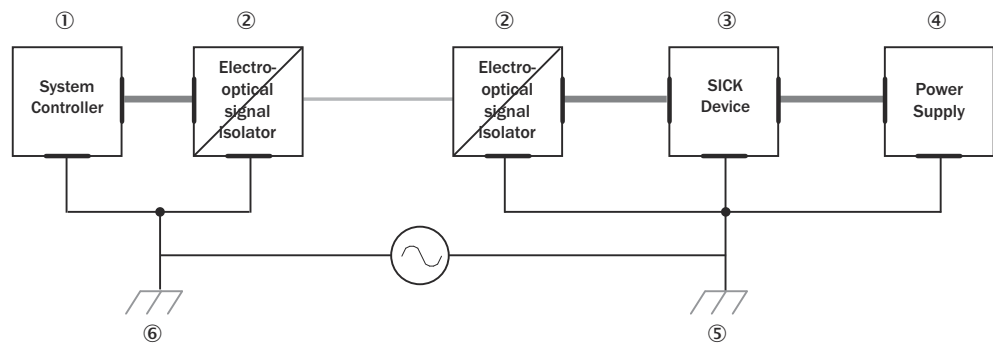 ① ② ② ③ ④
System
Controller
Electro-
optical
signal
isolator
Electro-
optical
signal
isolator
SICK
Device
Power
Supply
⑥ ⑤